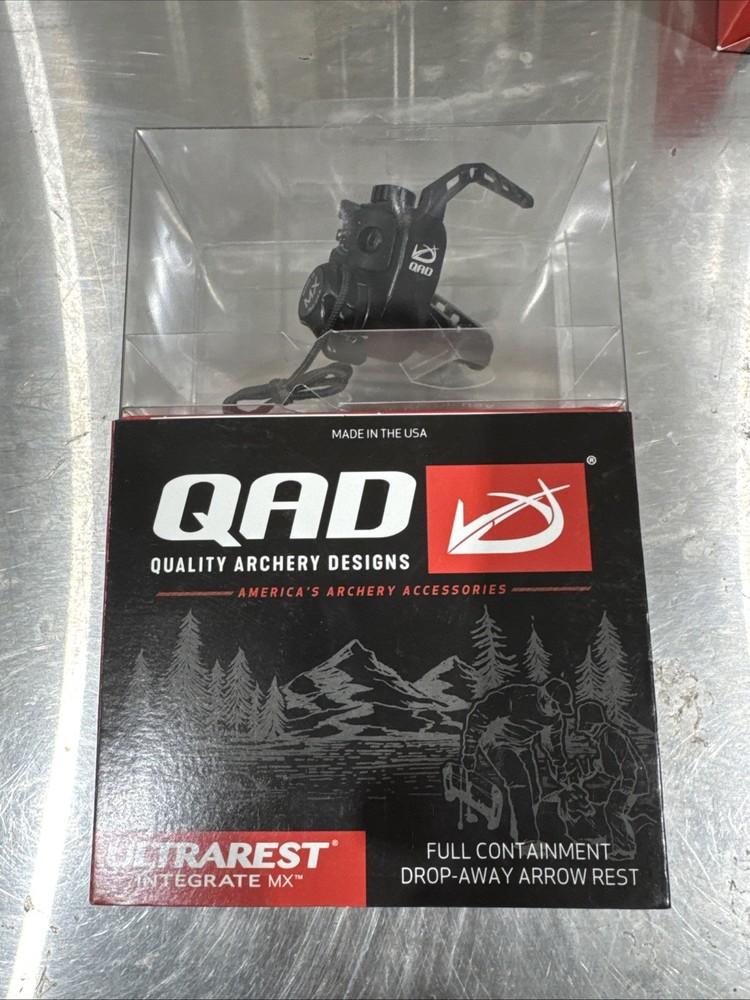 QAD
MX
MADE IN THE USA
QAD ®
QUALITY ARCHERY DESIGNS
AMERICA'S ARCHERY ACCESSORIES
ULTRAREST®
INTEGRATE MX™
FULL CONTAINMENT
DROP-AWAY ARROW REST